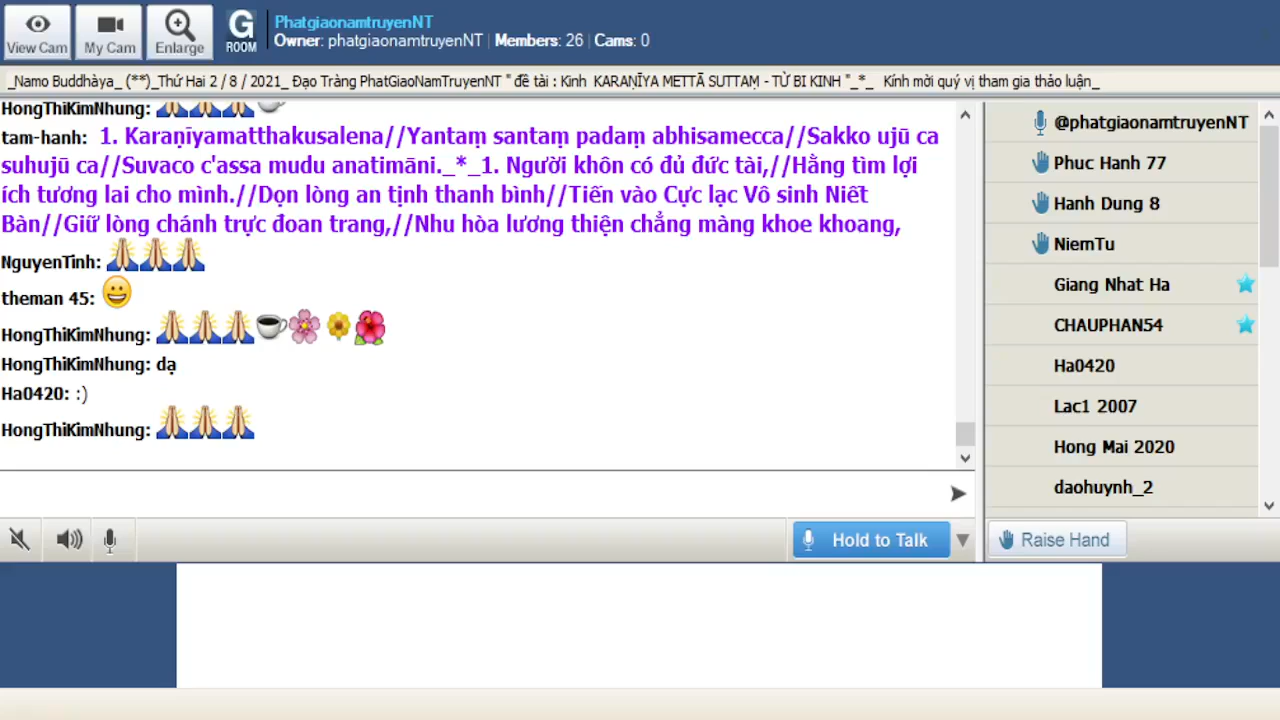 View Cam
My Cam
Enlarge
G
ROOM
PhatgiaonamtruyenNT
Owner: phatgiaonamtruyenNT | Members: 26 | Cams: 0
_Namo Buddhàya_ (**)_Thứ Hai 2 / 8 / 2021_ Đạo Tràng PhatGiaoNamTruyenNT " đề tài : Kinh KARAṆĪYA METTĀ SUTTAṂ - TỪ BI KINH "_*_ Kính mời quý vị tham gia thảo luận_
HongThiKimNhung:
tam-hanh: 1. Karaṇīyamatthakusalena//Yantaṃ santaṃ padaṃ abhisamecca//Sakko ujū ca
suhujū ca//Suvaco c'assa mudu anatimāni._*_1. Người khôn có đủ đức tài,//Hằng tìm lợi
ích tương lai cho mình.//Dọn lòng an tịnh thanh bình//Tiến vào Cực lạc Vô sinh Niết
Bàn//Giữ lòng chánh trực đoan trang,//Nhu hòa lương thiện chẳng màng khoe khoang,
NguyenTinh:
theman 45:
HongThiKimNhung:
HongThiKimNhung: dạ
Ha0420: :)
HongThiKimNhung:
@phatgiaonamtruyenNT
Phuc Hanh 77
Hanh Dung 8
NiemTu
Giang Nhat Ha
CHAUPHAN54
Ha0420
Lac1 2007
Hong Mai 2020
daohuynh_2
Hold to Talk
Raise Hand